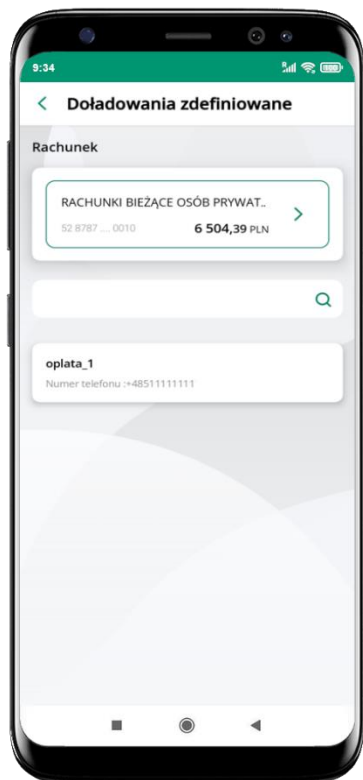 9:34
R
Doładowania zdefiniowane
Rachunek
RACHUNKI BIEŻĄCE OSÓB PRYWAT..
52 8787 .... 0010 6 504,39 PLN
oplata_1
Numer telefonu :+48511111111